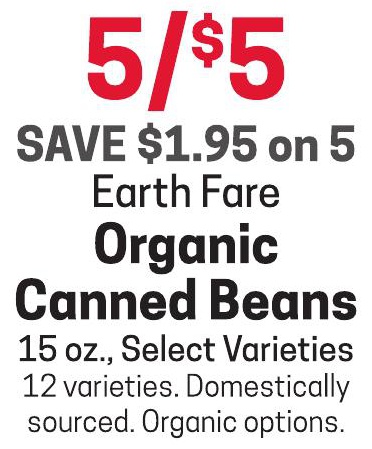 5/$5
SAVE $1.95 on 5
Earth Fare
Organic
Canned Beans
15 oz., Select Varieties
12 varieties. Domestically
sourced. Organic options.